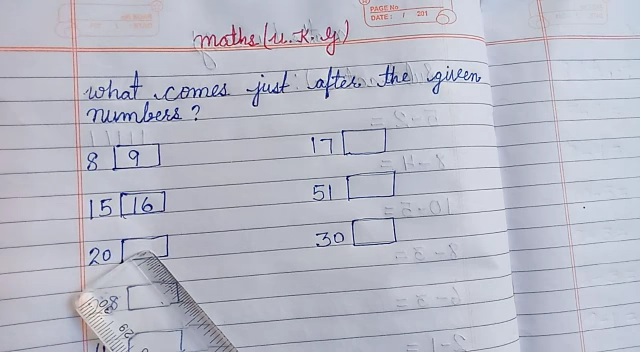 PAGE No
DATE: / 201
maths (U.K.G)
what comes just after the given
numbers?
8 9 17
15 16 51
20 30